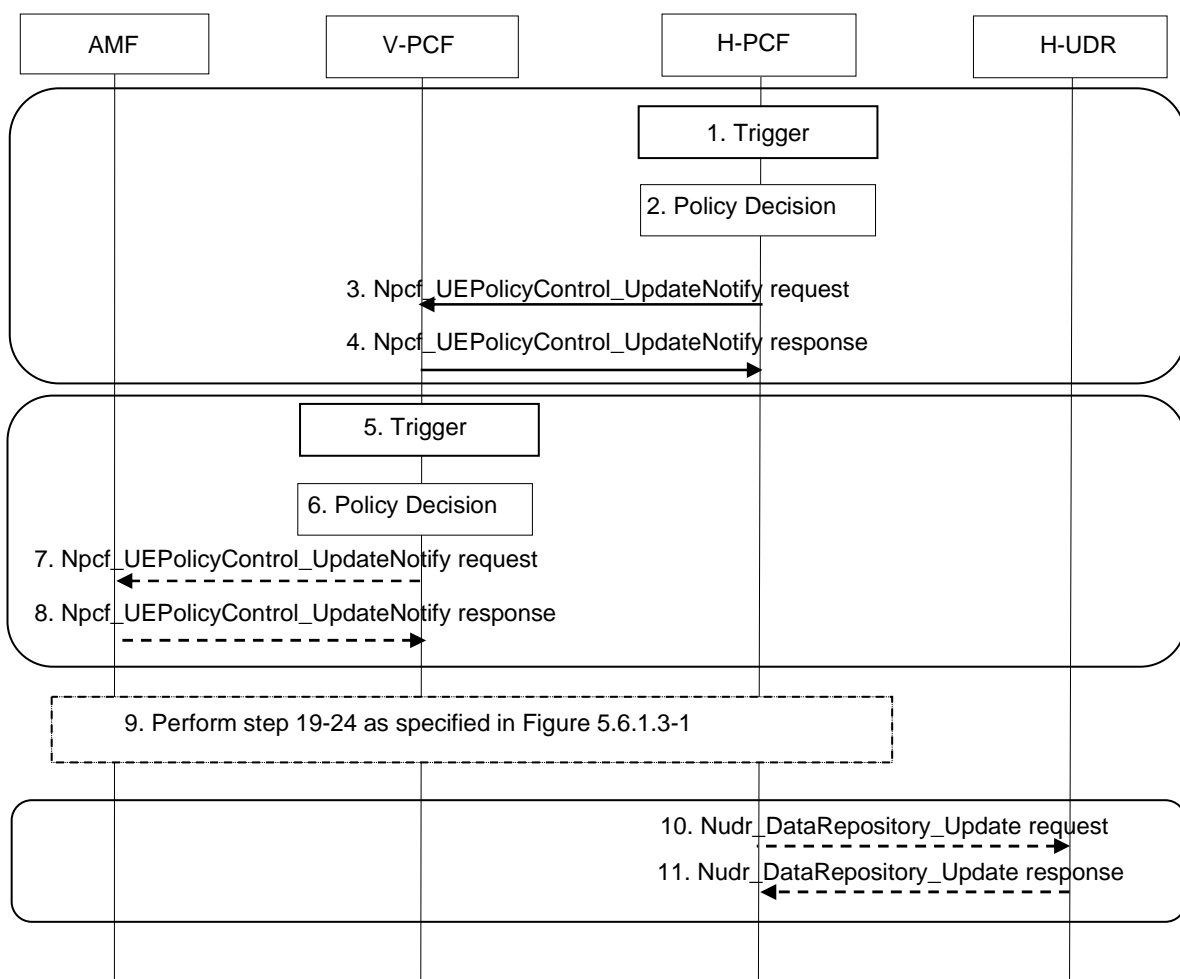 AMF
V-PCF
H-PCF
H-UDR
1. Trigger
2. Policy Decision
3. Npcf_UEPolicyControl_UpdateNotify request
4. Npcf_UEPolicyControl_UpdateNotify response
5. Trigger
6. Policy Decision
7. Npcf_UEPolicyControl_UpdateNotify request
8. Npcf_UEPolicyControl_UpdateNotify response
9. Perform step 19-24 as specified in Figure 5.6.1.3-1
10. Nudr_DataRepository_Update request
11. Nudr_DataRepository_Update response